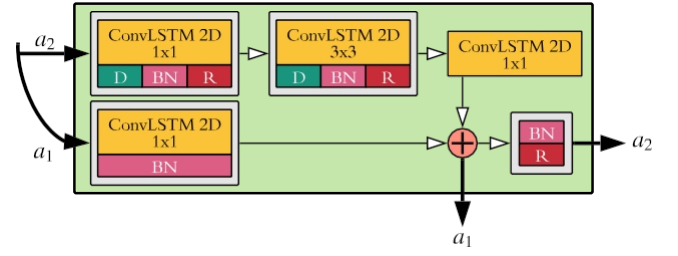 a2
ConvLSTM 2D
1x1
D BN R
ConvLSTM 2D
3x3
D BN R
ConvLSTM 2D
1x1
a1
ConvLSTM 2D
1x1
BN
+
BN
R
a2
a1